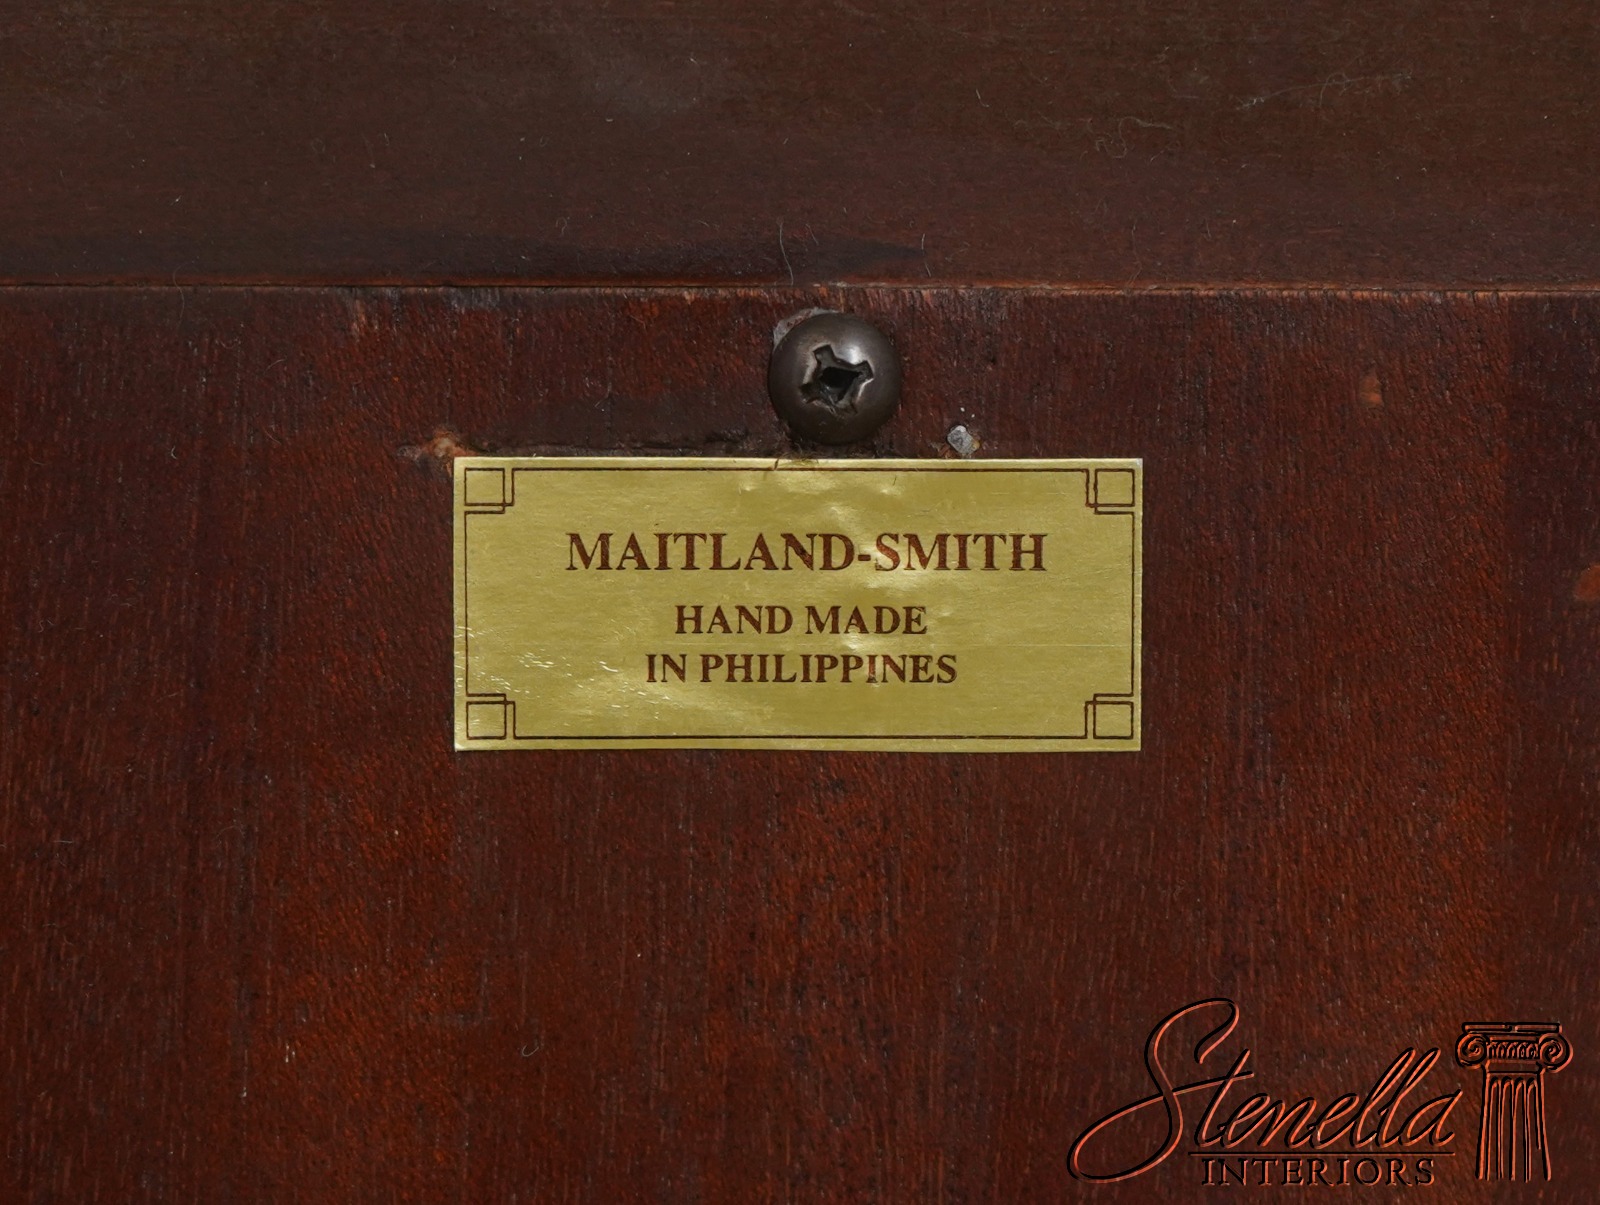 MAITLAND-SMITH
HAND MADE
IN PHILIPPINES
Stenella
INTERIORS